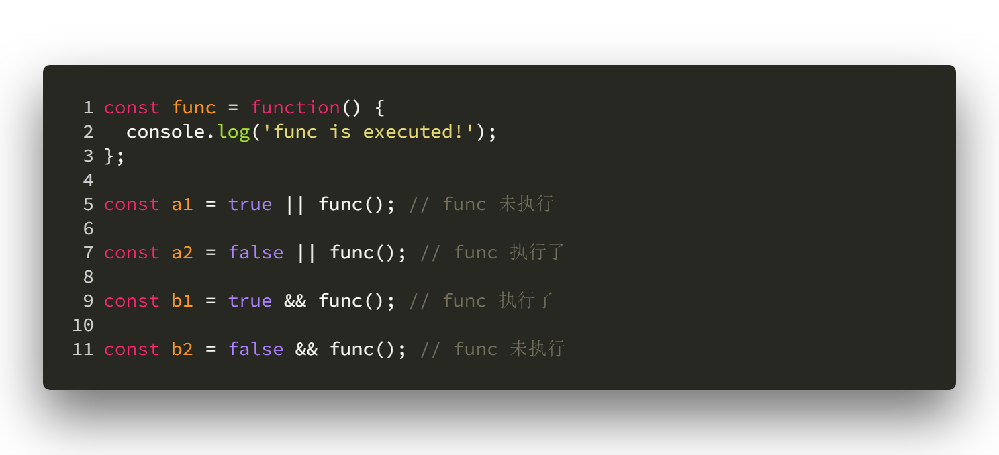 1 const func = function() {
2   console.log('func is executed!');
3 };
4
5 const a1 = true || func(); // func 未执行
6
7 const a2 = false || func(); // func 执行了
8
9 const b1 = true && func(); // func 执行了
10
11 const b2 = false && func(); // func 未执行